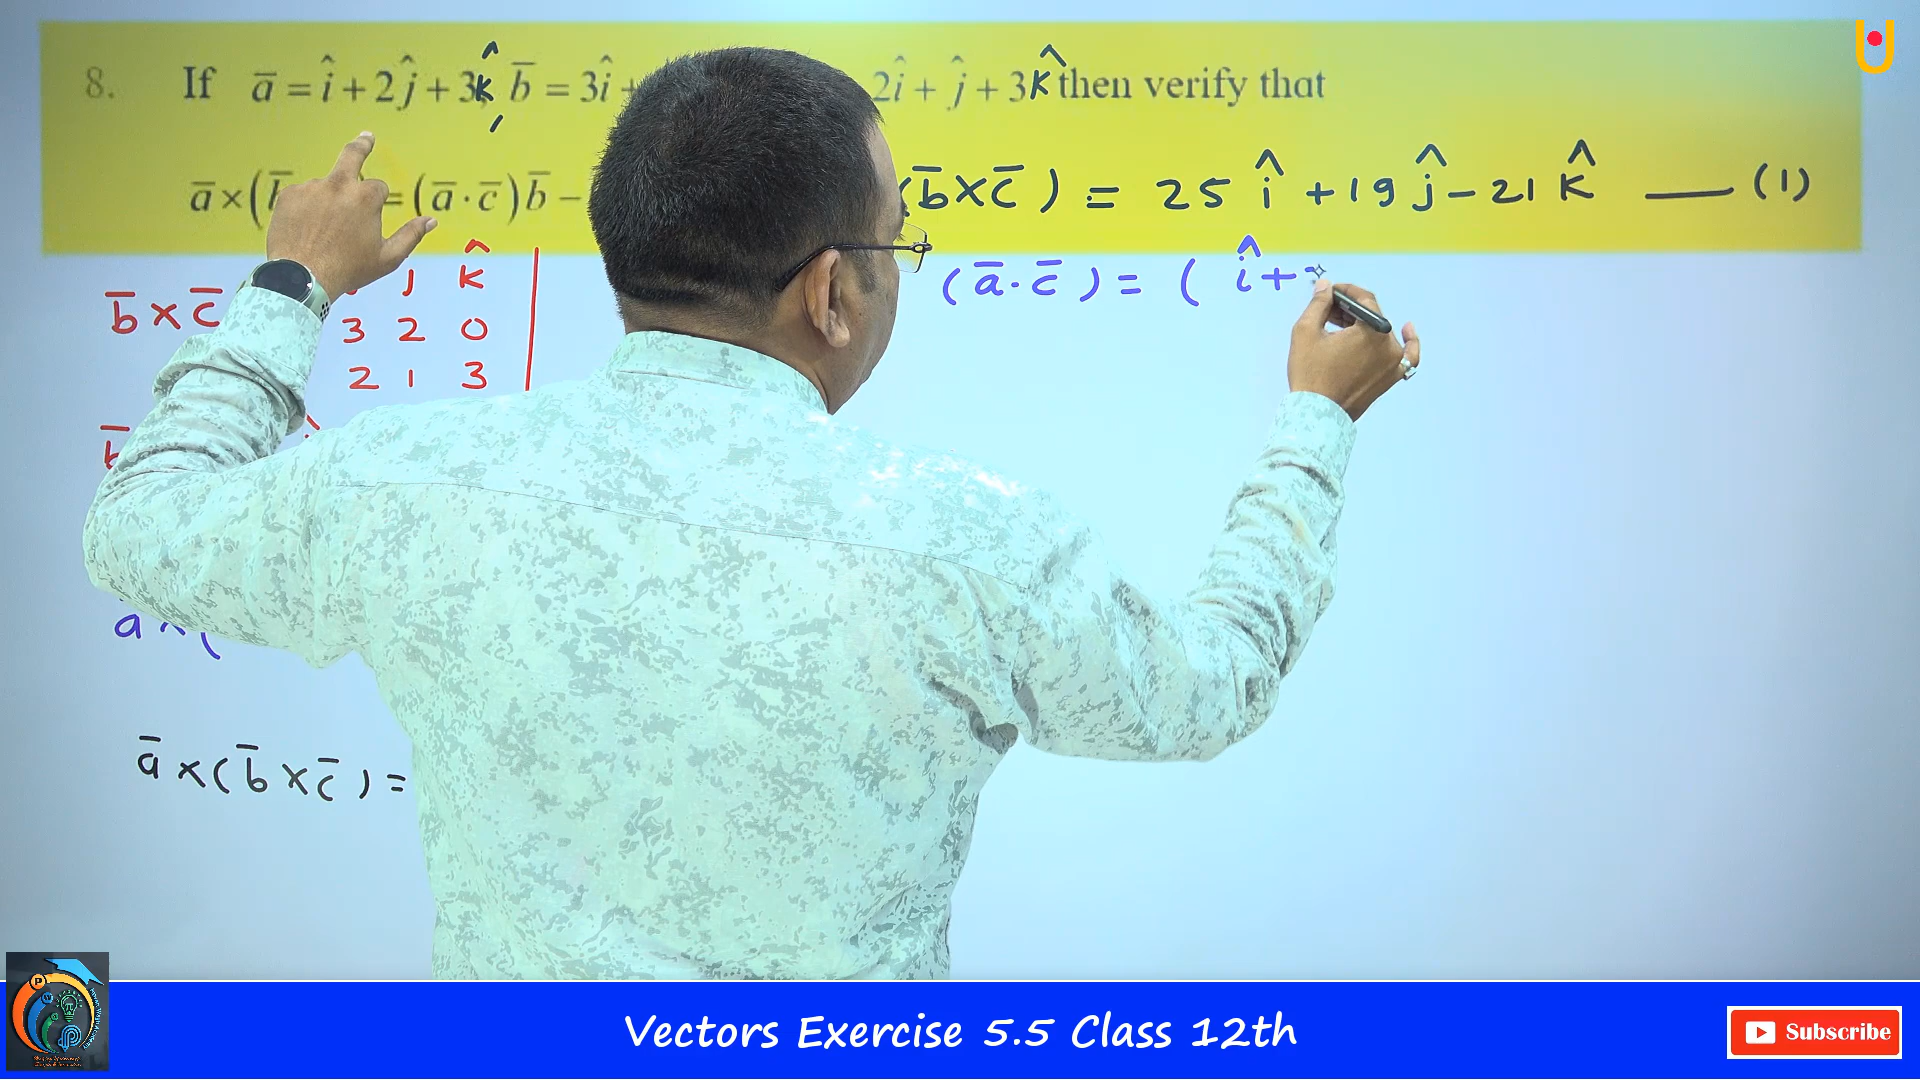 8. If a̅ = î + 2ĵ + 3k̂, b̅ = 3î + 2î + ĵ + 3k̂ then verify that
a̅ × (b̅ = (a̅ · c̅) b̅ −
(b̅ × c̅) = 25 î + 19 ĵ − 21 k̂ —— (1)
(a̅ · c̅) = ( î +
b̅ × c̅
j k̂
3 2 0
2 1 3
a × (
a̅ × (b̅ × c̅) =
Vectors Exercise 5.5 Class 12th
Subscribe